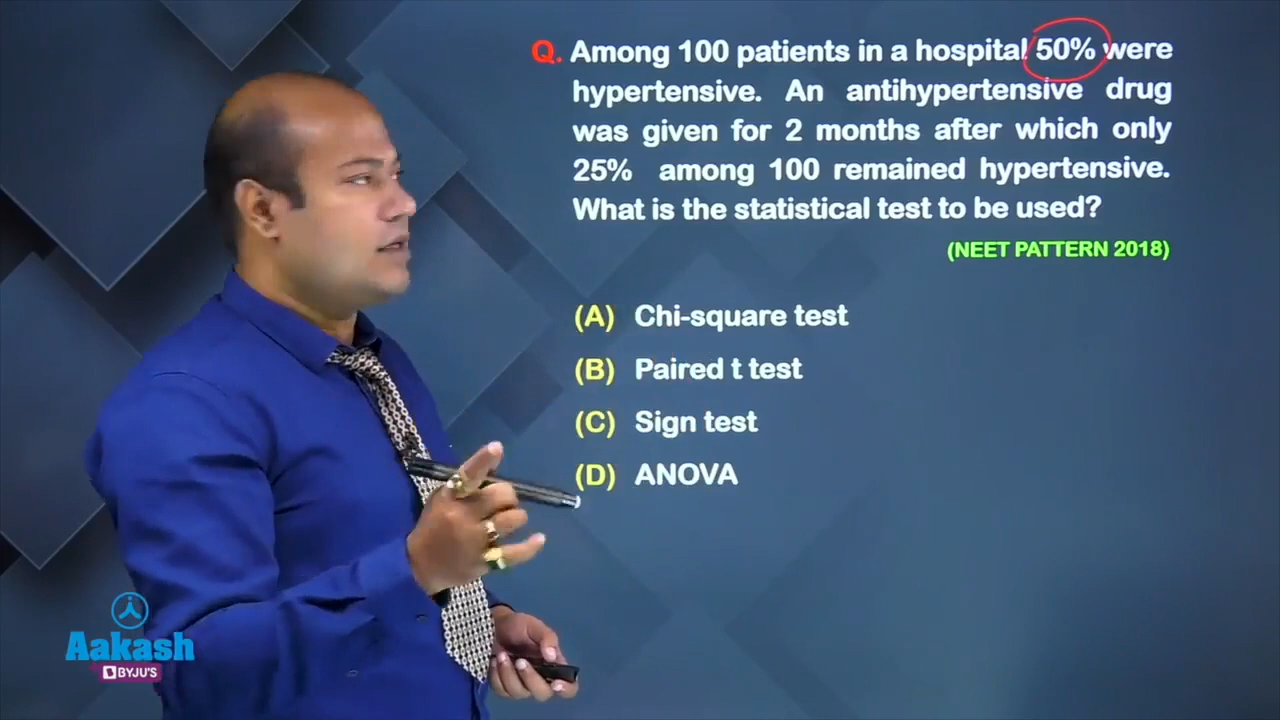 Q. Among 100 patients in a hospital 50% were
hypertensive. An antihypertensive drug
was given for 2 months after which only
25% among 100 remained hypertensive.
What is the statistical test to be used?
(NEET PATTERN 2018)
(A) Chi-square test
(B) Paired t test
(C) Sign test
(D) ANOVA
Aakash
BYJU'S